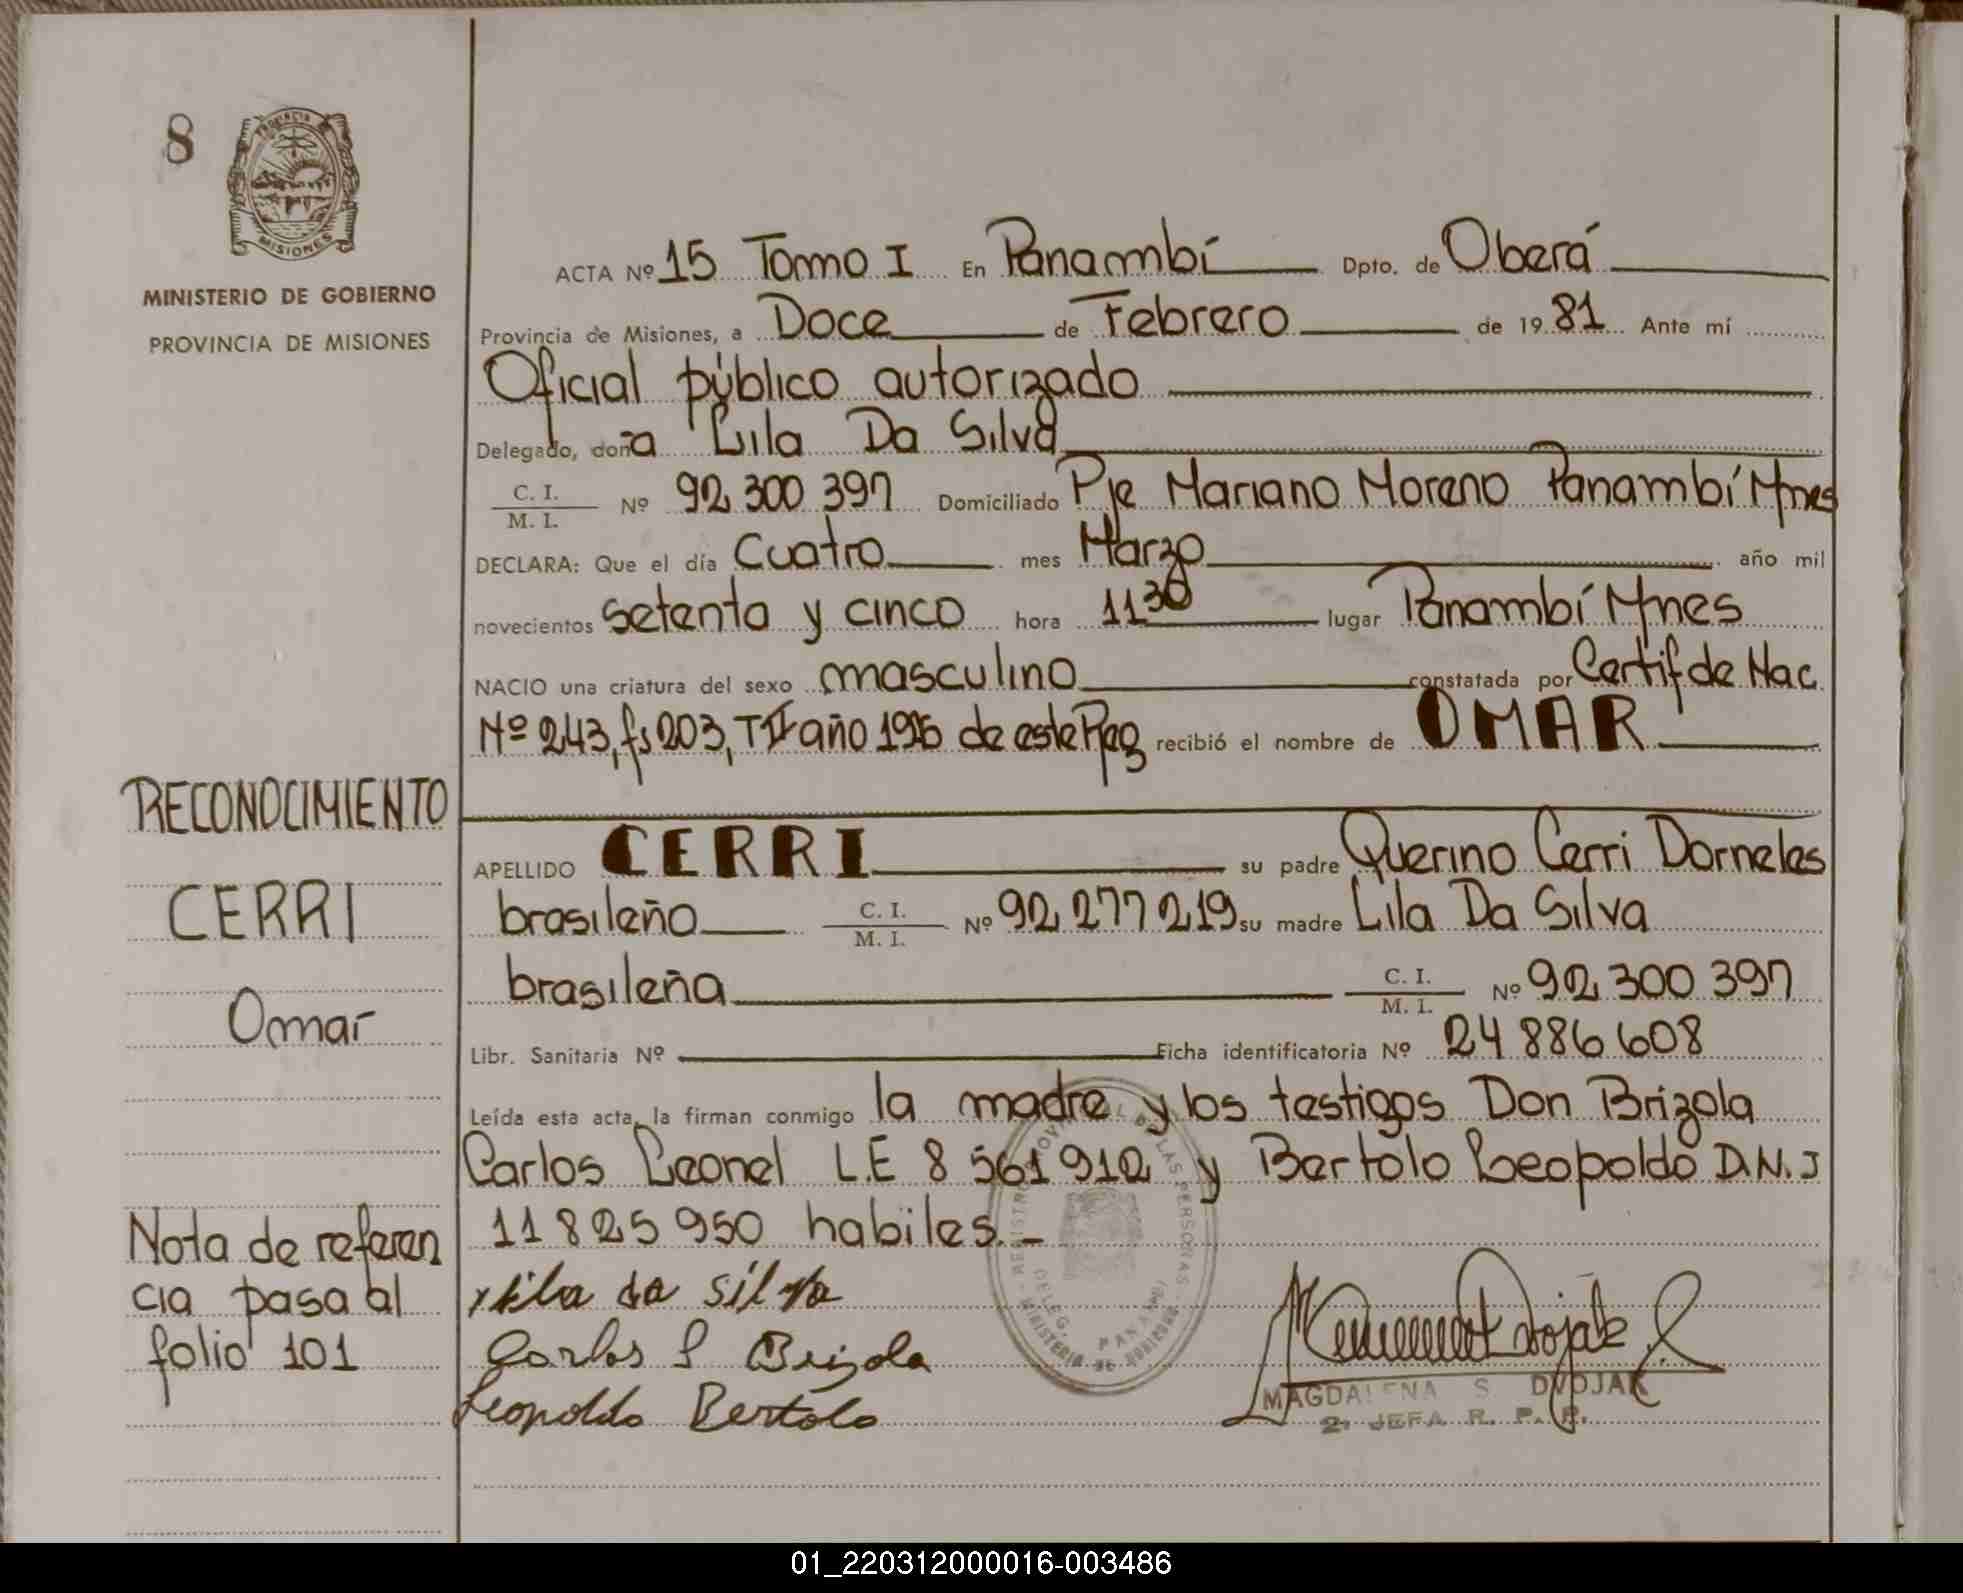 8
PROVINCIA
MISIONES
MINISTERIO DE GOBIERNO
PROVINCIA DE MISIONES
ACTA Nº 15 Tomo I En Panambí Dpto. de Oberá
Provincia de Misiones, a Doce de Febrero de 1981 Ante mí
Oficial público autorizado
Delegado, doña Lila Da Silva
C. I.
M. I. Nº 92 300 397 Domiciliado Pje Mariano Moreno Panambí Mnes
DECLARA: Que el día Cuatro mes Marzo año mil
novecientos setenta y cinco hora 11 30 lugar Panambí Mnes
NACIO una criatura del sexo masculino constatada por Certif de Nac
Nº 243, fs 203, T II año 1976 de este Reg recibió el nombre de OMAR
RECONOCIMIENTO
CERRI
Omar
APELLIDO CERRI su padre Querino Cerri Dorneles
brasileño C. I.
M. I. Nº 92 277 219 su madre Lila Da Silva
brasileña C. I.
M. I. Nº 92 300 397
Libr. Sanitaria Nº Ficha identificatoria Nº 24 886 608
Leída esta acta, la firman conmigo la madre y los testigos Don Brizola
Carlos Leonel L.E 8 561 912 y Bertolo Leopoldo D.N.I
11 825 950 habiles.-
Nota de referen
cia pasa al
folio 101
Lila da silva
Carlos L Brizola
Leopoldo Bertolo
MAGDALENA S. DVOJAK
2. JEFA R. P. P.
01_220312000016-003486